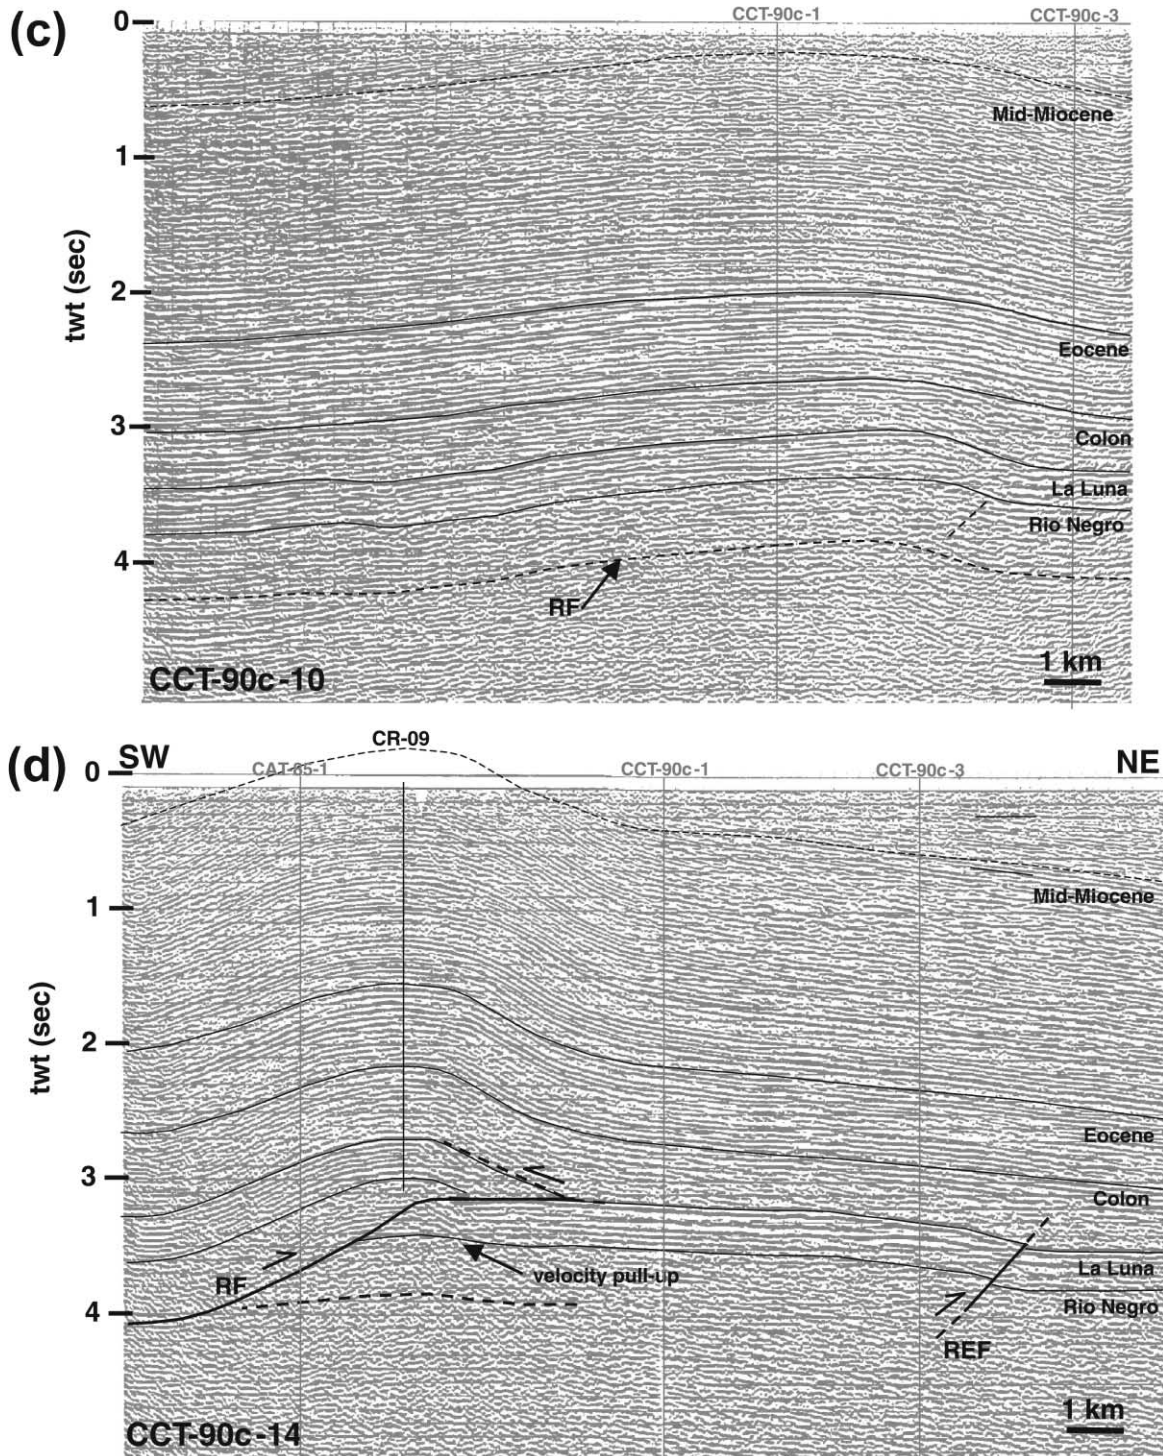 (c)
CCT-90c-1
CCT-90c-3
0
Mid-Miocene
1
twt (sec)
2
Eocene
3
Colon
La Luna
Rio Negro
4
RF
CCT-90c-10
1 km
(d)
SW
CR-09
NE
0
CAT-85-1
CCT-90c-1
CCT-90c-3
Mid-Miocene
1
twt (sec)
2
Eocene
3
Colon
La Luna
RF
velocity pull-up
Rio Negro
4
REF
1 km
CCT-90c-14